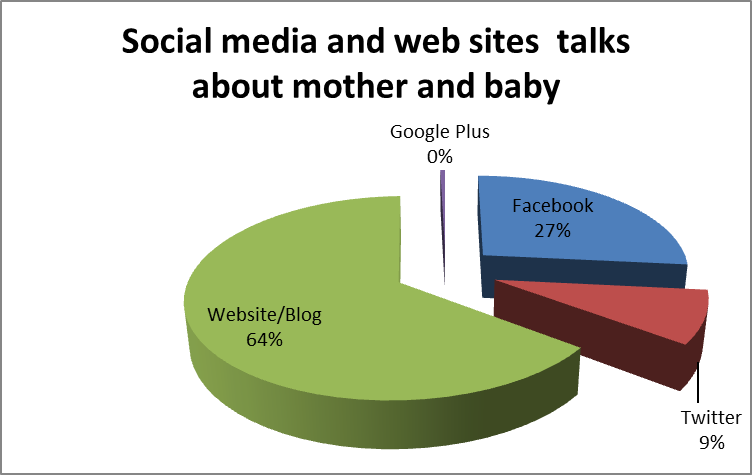 Social media and web sites  talks
about mother and baby
Google Plus
0%
Facebook
27%
Website/Blog
64%
Twitter
9%